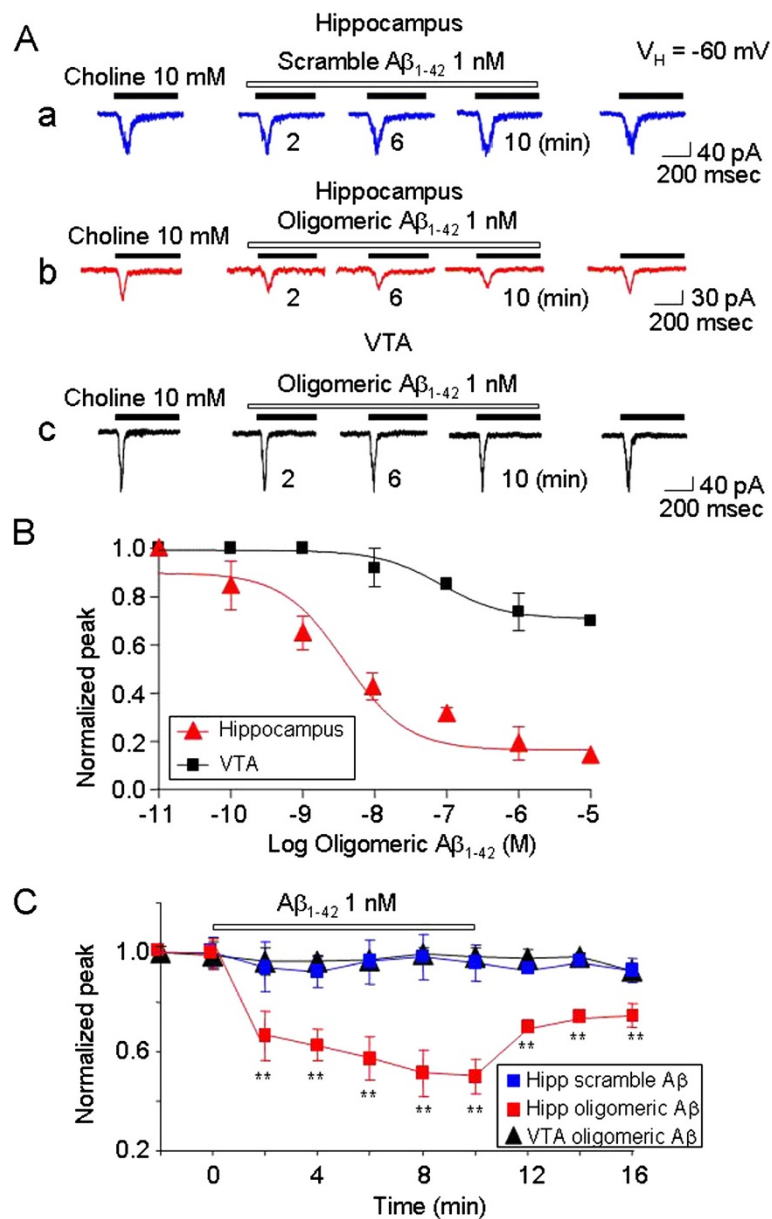 A
Hippocampus
Scramble Aβ1-42 1 nM
VH = -60 mV
Choline 10 mM
a
2 6 10 (min)
40 pA
200 msec
Hippocampus
Oligomeric Aβ1-42 1 nM
Choline 10 mM
b
2 6 10 (min)
30 pA
200 msec
VTA
Oligomeric Aβ1-42 1 nM
Choline 10 mM
c
2 6 10 (min)
40 pA
200 msec
B
Normalized peak
1.0
0.8
0.6
0.4
0.2
0.0
Hippocampus
VTA
-11 -10 -9 -8 -7 -6 -5
Log Oligomeric Aβ1-42 (M)
C
Aβ1-42 1 nM
Normalized peak
1.0
0.6
0.2
** ** ** ** ** ** ** **
Hipp scramble Aβ
Hipp oligomeric Aβ
VTA oligomeric Aβ
0 4 8 12 16
Time (min)